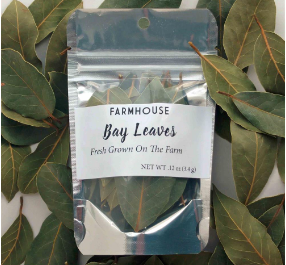 FARMHOUSE
Bay Leaves
Fresh Grown On The Farm
NET WT .12 oz (3.4g)